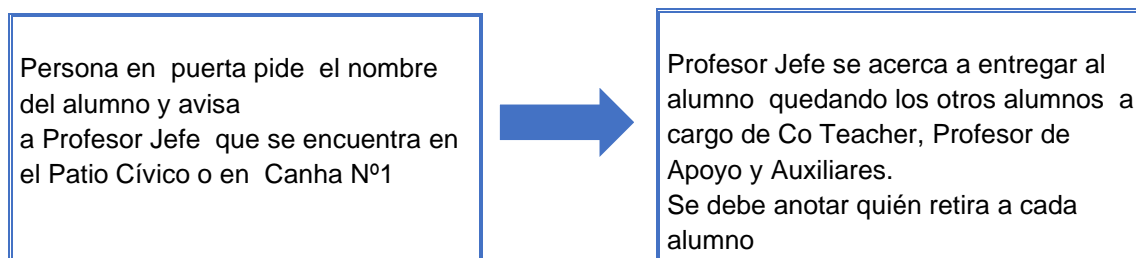 Persona en puerta pide el nombre
del alumno y avisa
a Profesor Jefe que se encuentra en
el Patio Cívico o en Canha Nº1
Profesor Jefe se acerca a entregar al
alumno quedando los otros alumnos a
cargo de Co Teacher, Profesor de
Apoyo y Auxiliares.
Se debe anotar quién retira a cada
alumno